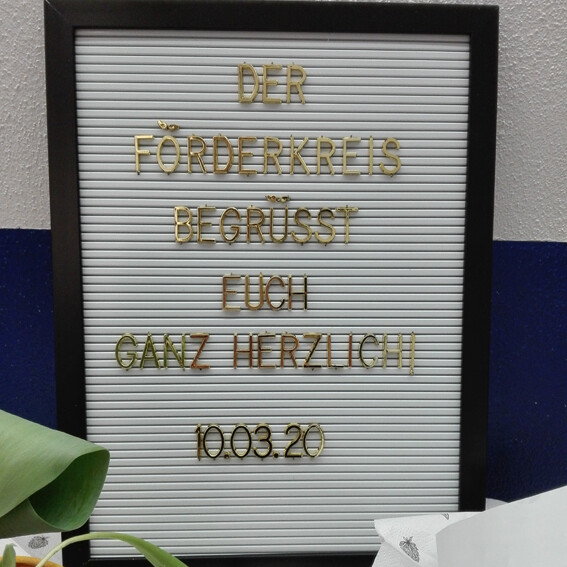 DER
FÖRDERKREIS
BEGRÜSST
EUCH
GANZ HERZLICH!
10.03.20